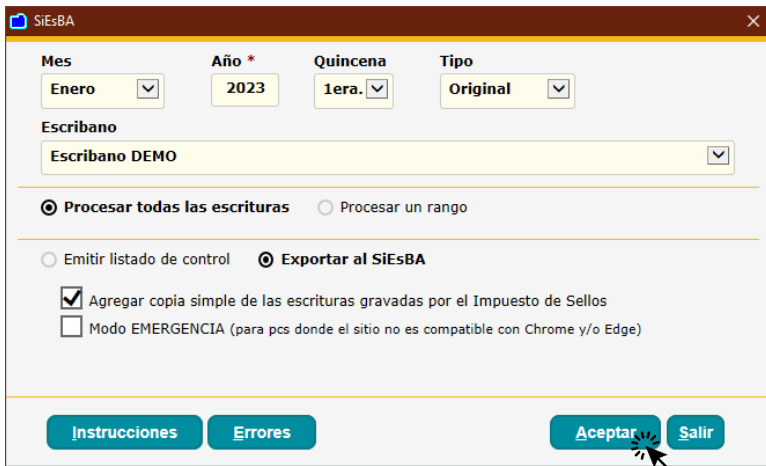 SiEsBA
Mes Año * Quincena Tipo
Enero 2023 1era. Original
Escribano
Escribano DEMO
Procesar todas las escrituras Procesar un rango
Emitir listado de control Exportar al SiEsBA
Agregar copia simple de las escrituras gravadas por el Impuesto de Sellos
Modo EMERGENCIA (para pcs donde el sitio no es compatible con Chrome y/o Edge)
Instrucciones Errores Aceptar Salir